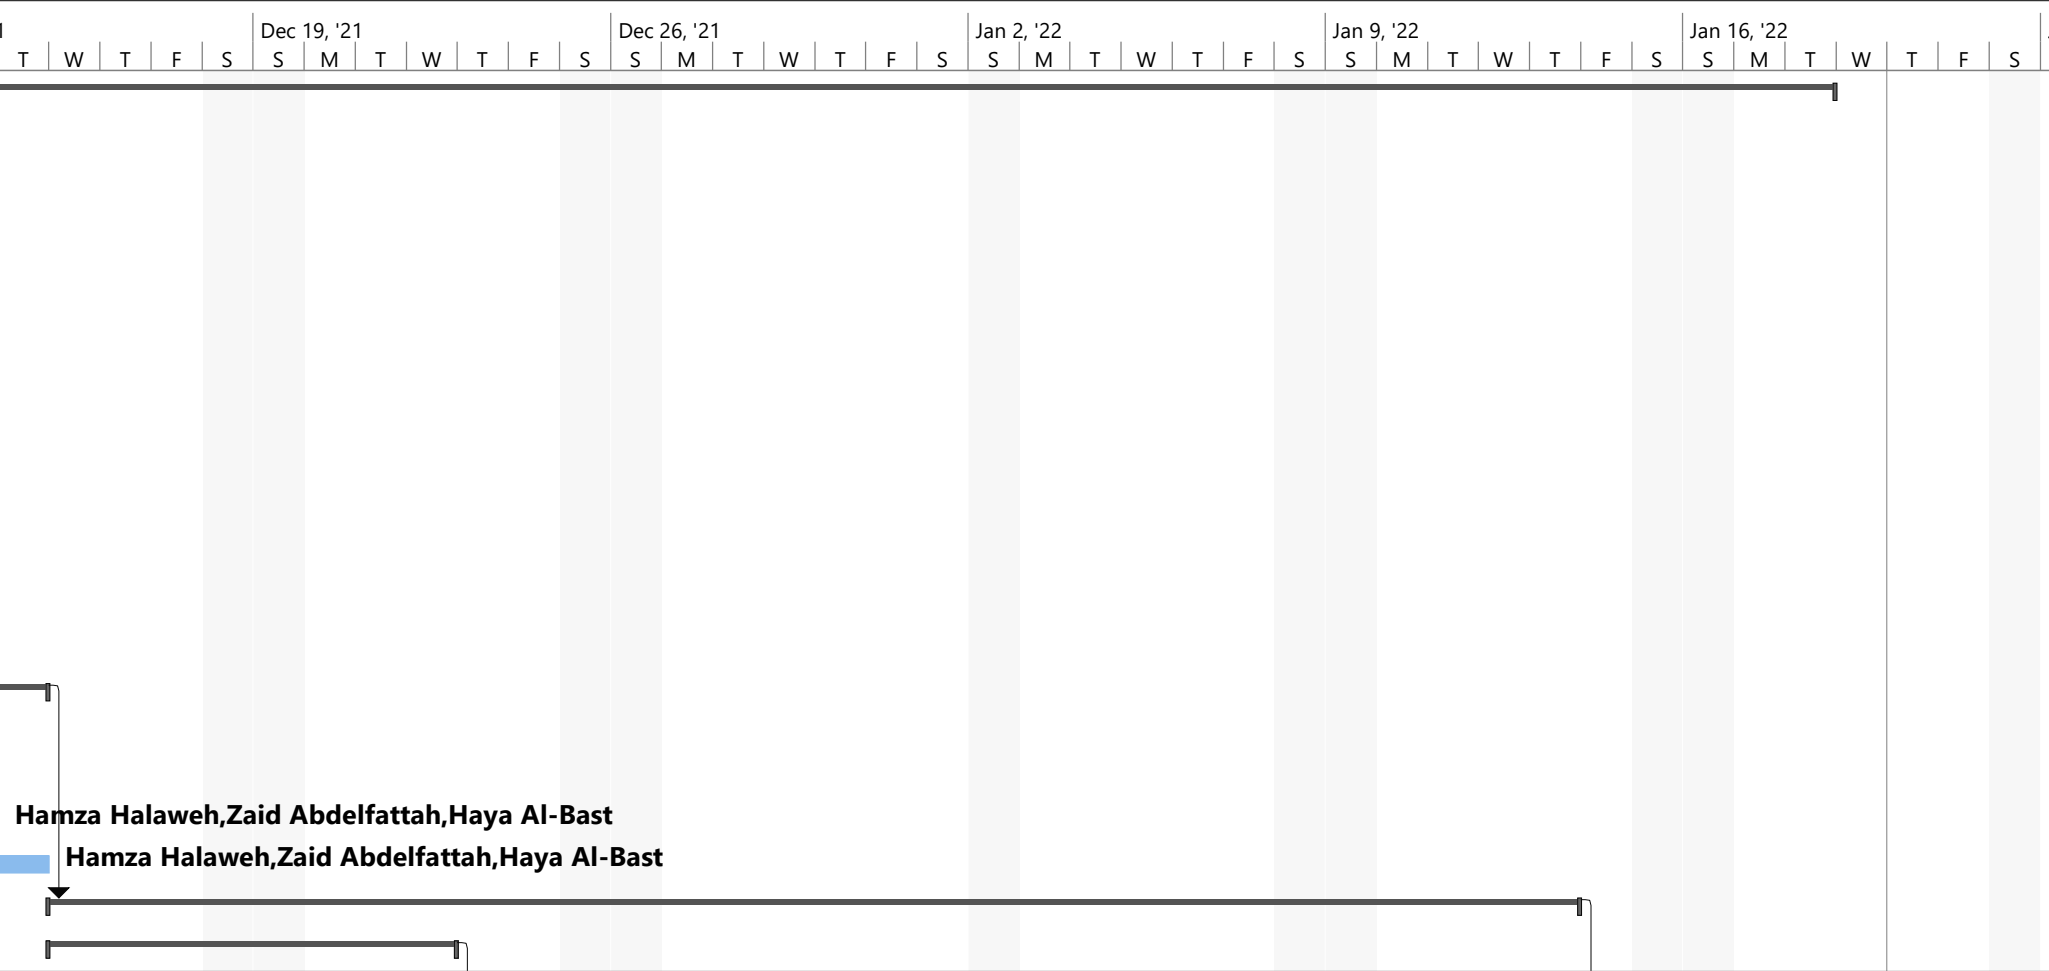 1 Dec 19, '21 Dec 26, '21 Jan 2, '22 Jan 9, '22 Jan 16, '22
T W T F S S M T W T F S S M T W T F S S M T W T F S S M T W T F S S M T W T F S
Hamza Halaweh,Zaid Abdelfattah,Haya Al-Bast
Hamza Halaweh,Zaid Abdelfattah,Haya Al-Bast